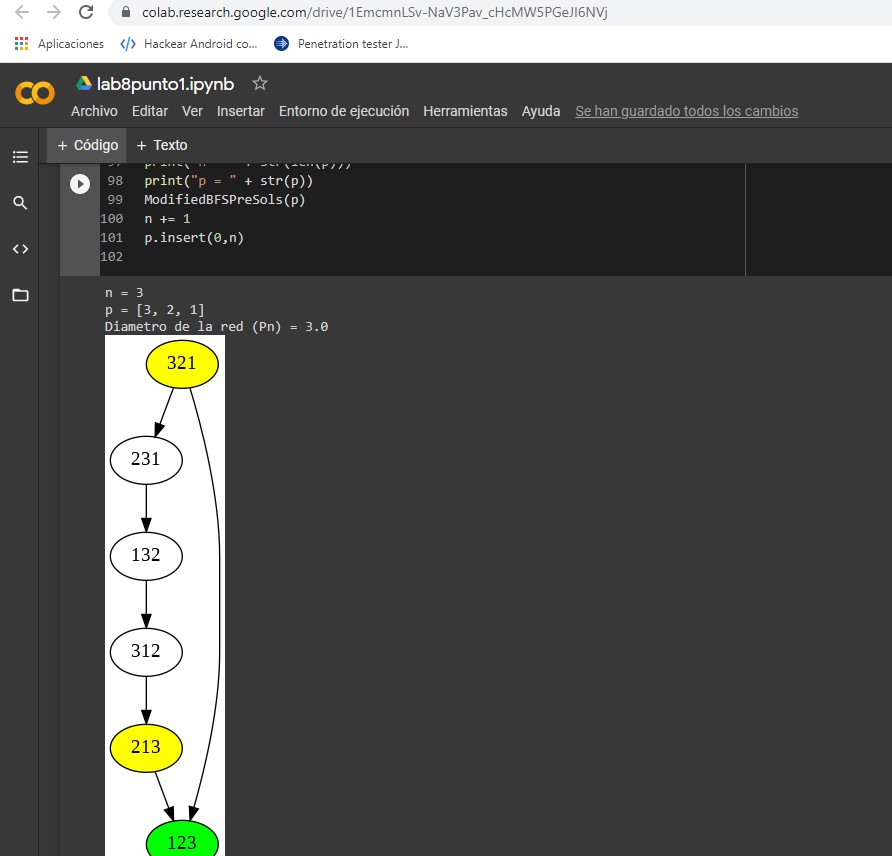 colab.research.google.com/drive/1EmcmnLSv-NaV3Pav_cHcMW5PGeJI6NVj
Aplicaciones Hackear Android co... Penetration tester J...
lab8punto1.ipynb
Archivo Editar Ver Insertar Entorno de ejecución Herramientas Ayuda Se han guardado todos los cambios
+ Código + Texto
98 print("p = " + str(p))
99 ModifiedBFSPreSols(p)
100 n += 1
101 p.insert(0,n)
102
n = 3
p = [3, 2, 1]
Diametro de la red (Pn) = 3.0
321
231
132
312
213
123